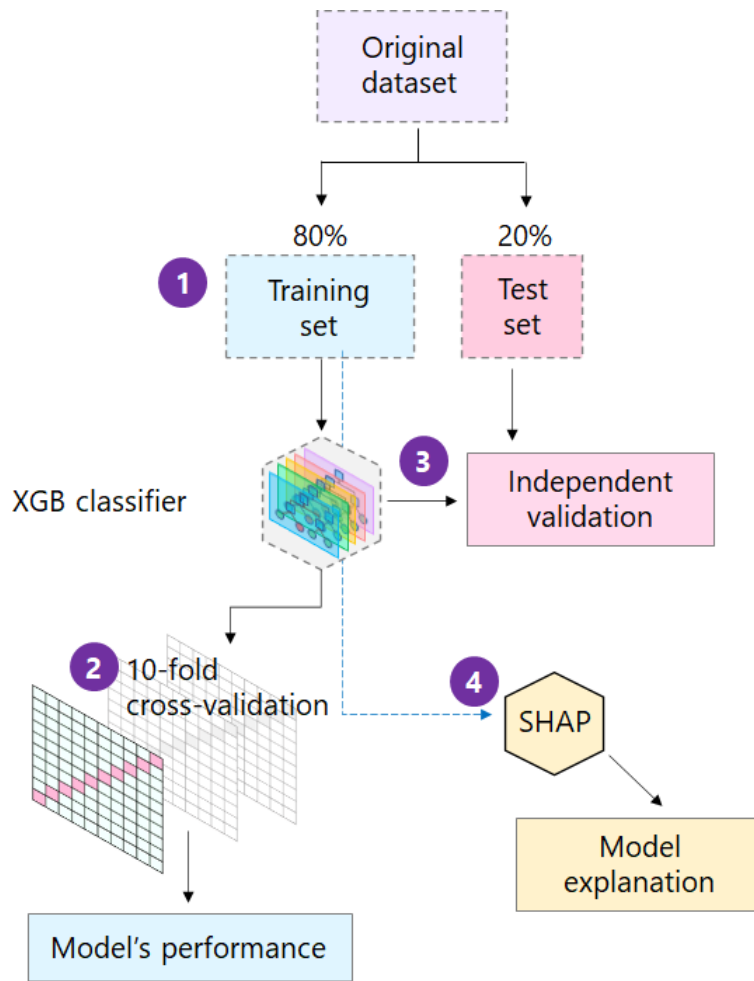 Original
dataset
80%
20%
1
Training
set
Test
set
3
XGB classifier
Independent
validation
2
10-fold
cross-validation
4
SHAP
Model
explanation
Model's performance